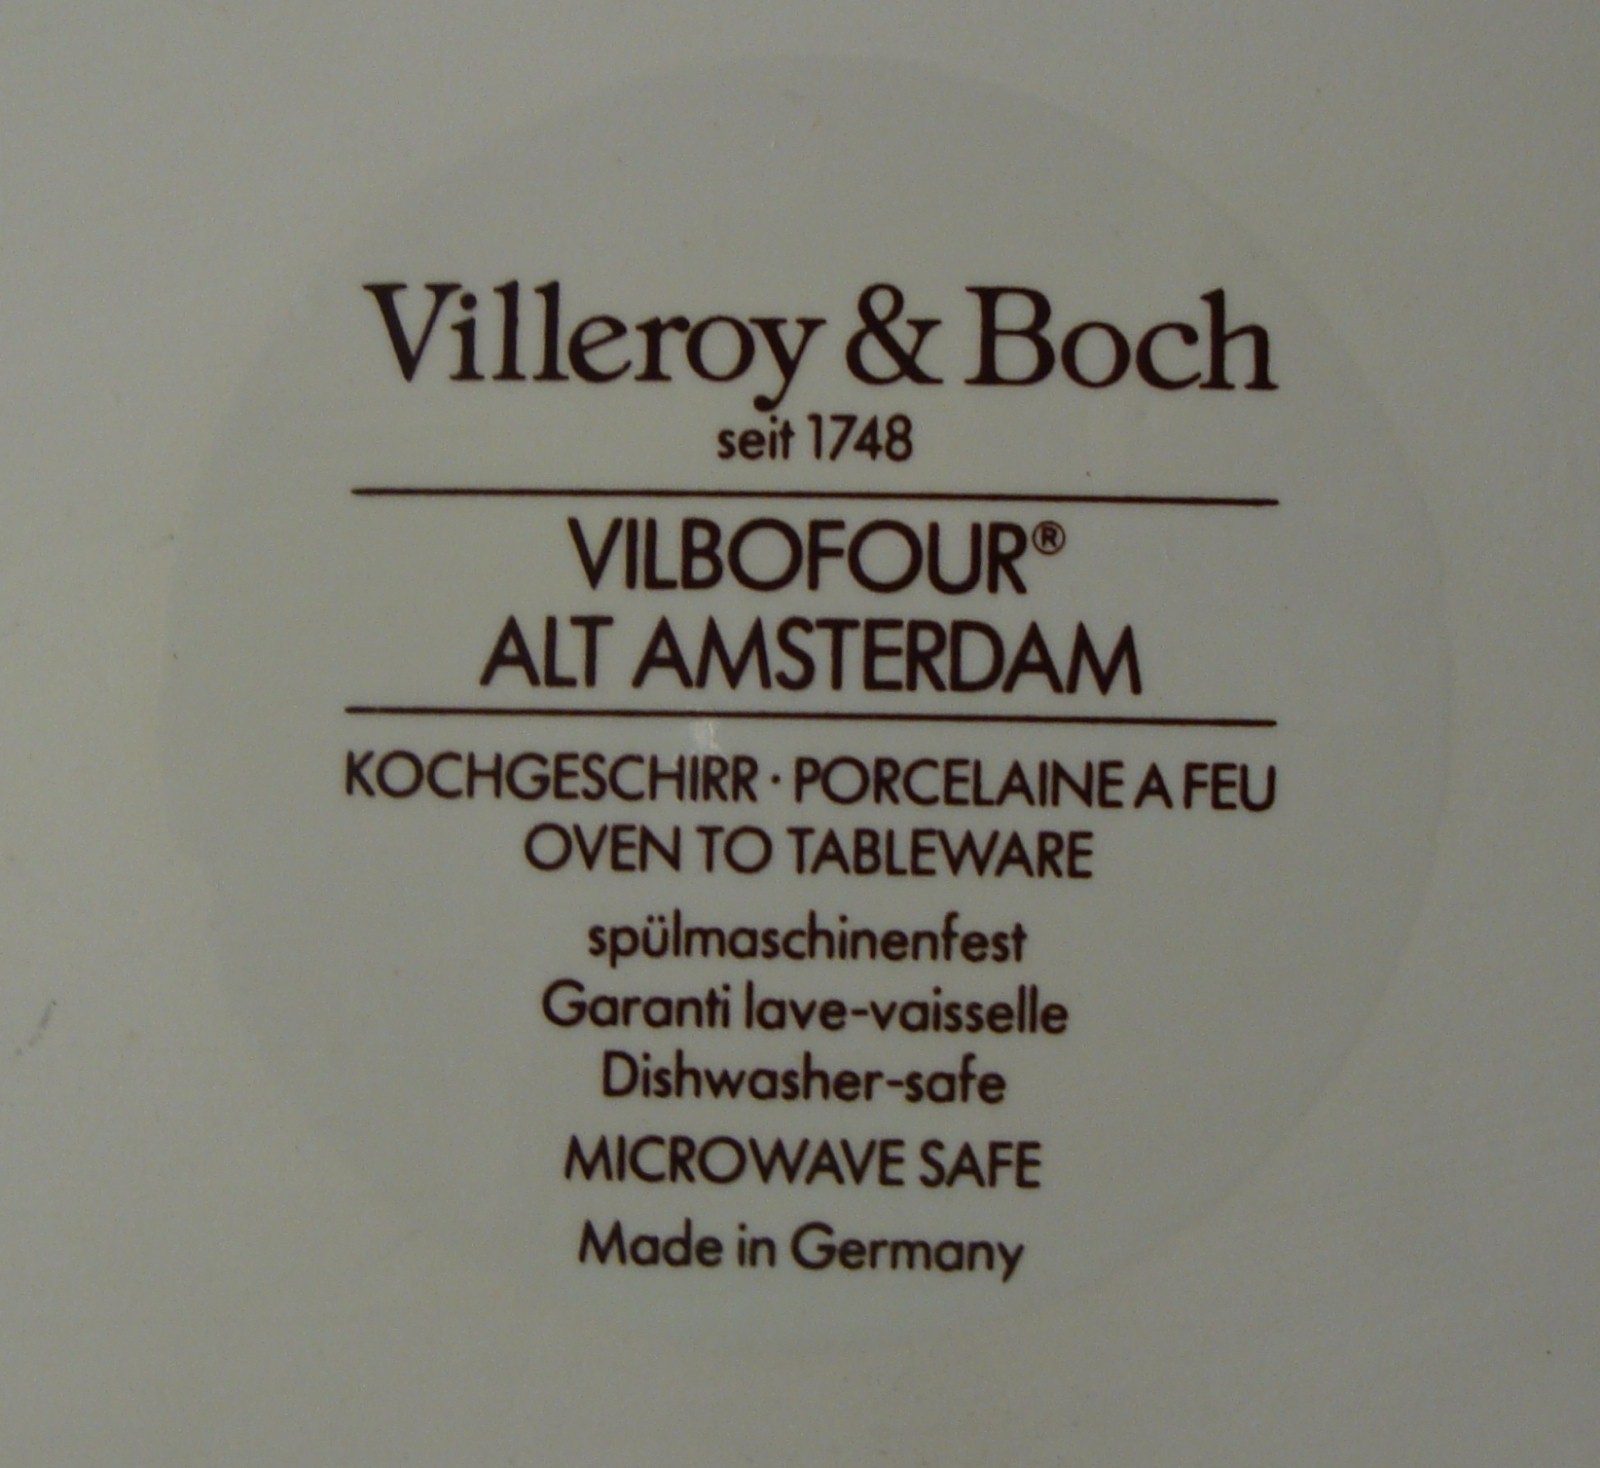 Villeroy & Boch
seit 1748
VILBOFOUR®
ALT AMSTERDAM
KOCHGESCHIRR · PORCELAINE A FEU
OVEN TO TABLEWARE
spülmaschinenfest
Garanti lave-vaisselle
Dishwasher-safe
MICROWAVE SAFE
Made in Germany